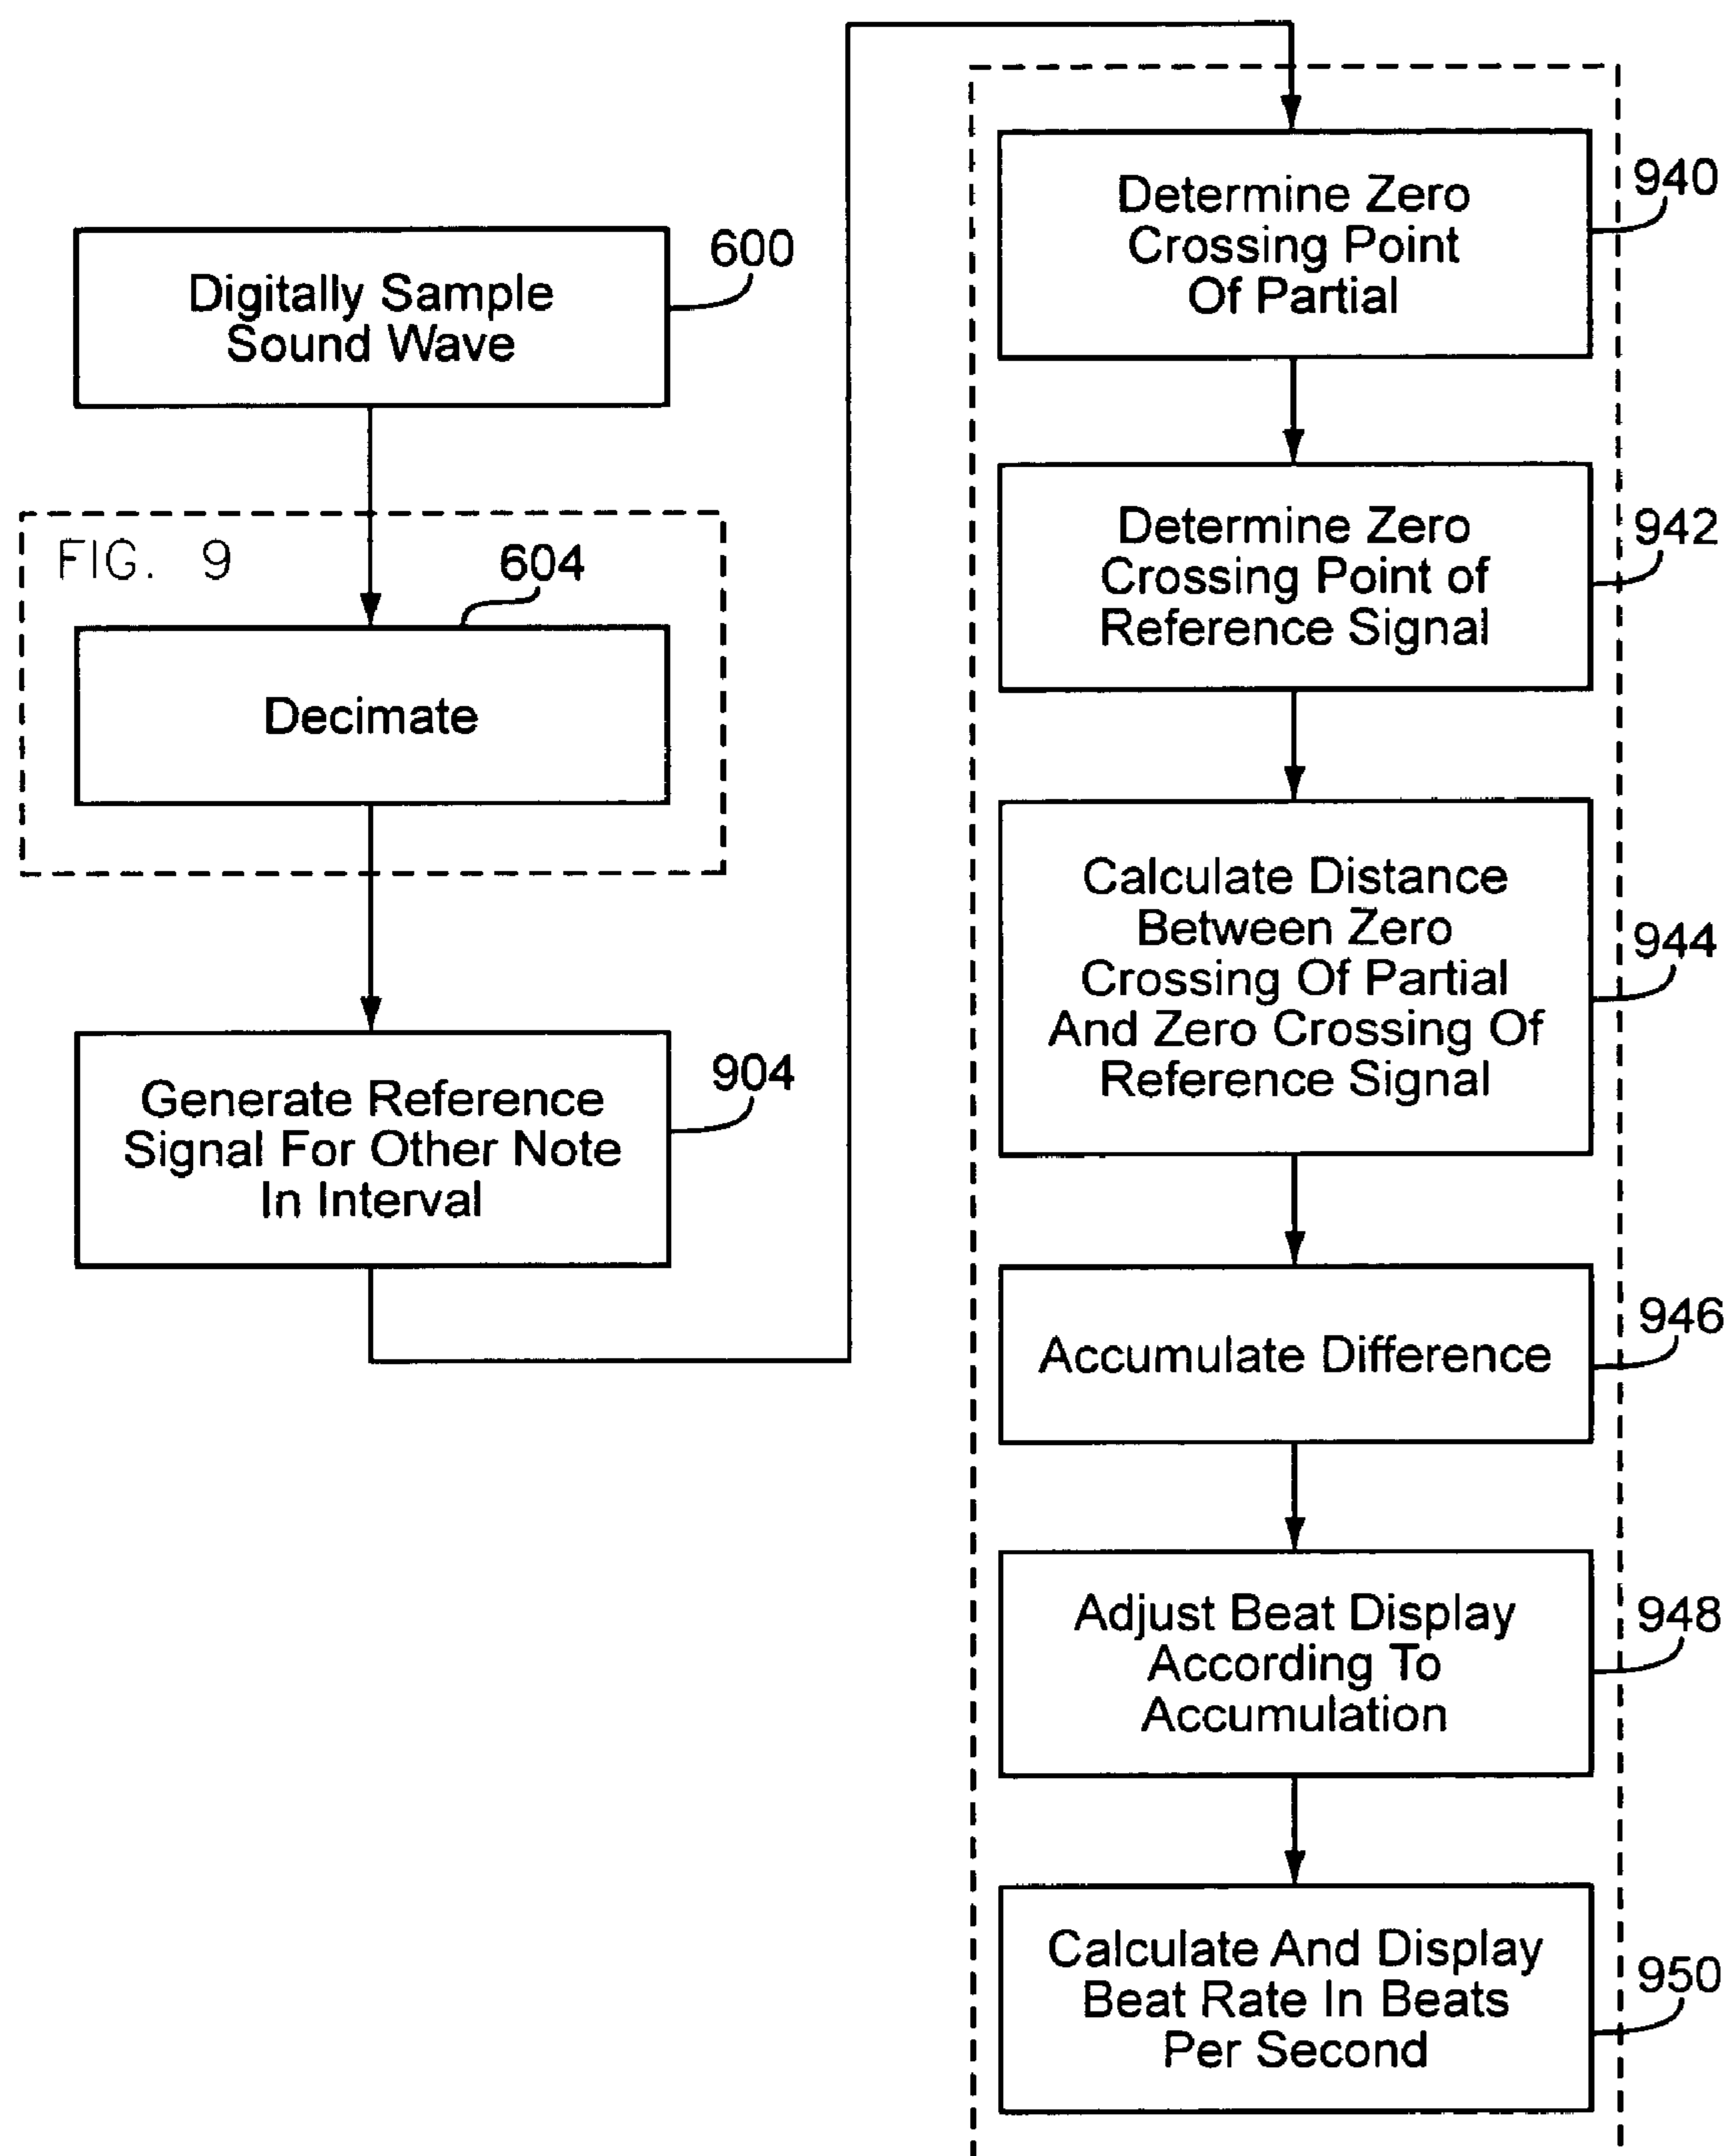 600
Digitally Sample
Sound Wave
FIG. 9
604
Decimate
904
Generate Reference
Signal For Other Note
In Interval
940
Determine Zero
Crossing Point
Of Partial
942
Determine Zero
Crossing Point of
Reference Signal
944
Calculate Distance
Between Zero
Crossing Of Partial
And Zero Crossing Of
Reference Signal
946
Accumulate Difference
948
Adjust Beat Display
According To
Accumulation
950
Calculate And Display
Beat Rate In Beats
Per Second